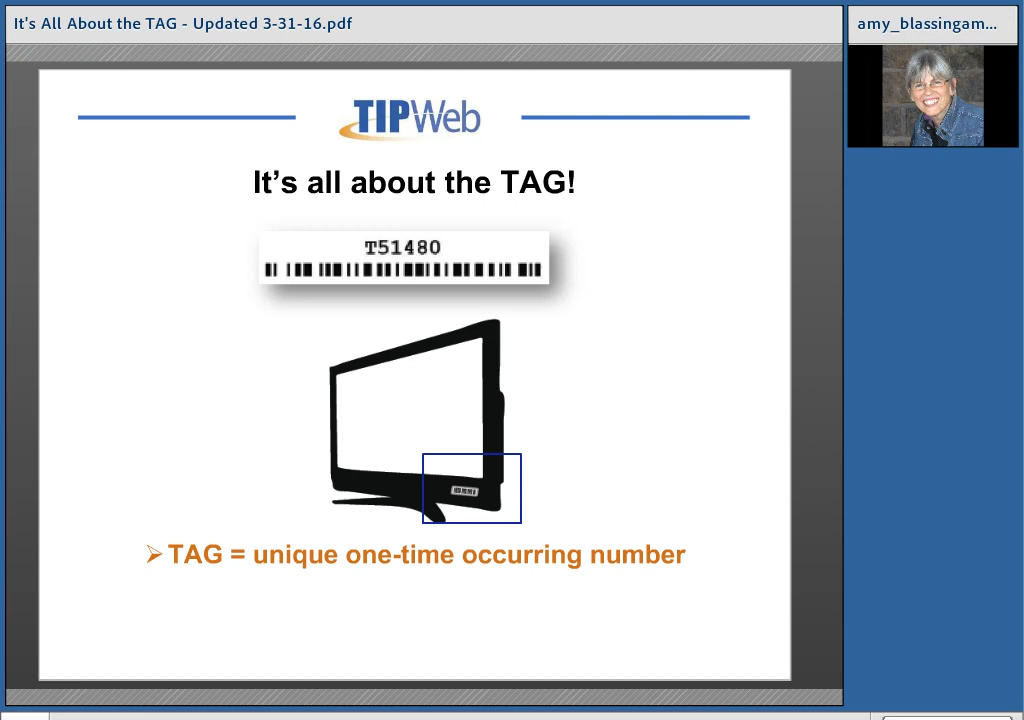 It's All About the TAG - Updated 3-31-16.pdf
amy_blassingam...
TIPWeb
It’s all about the TAG!
T51480
➢ TAG = unique one-time occurring number